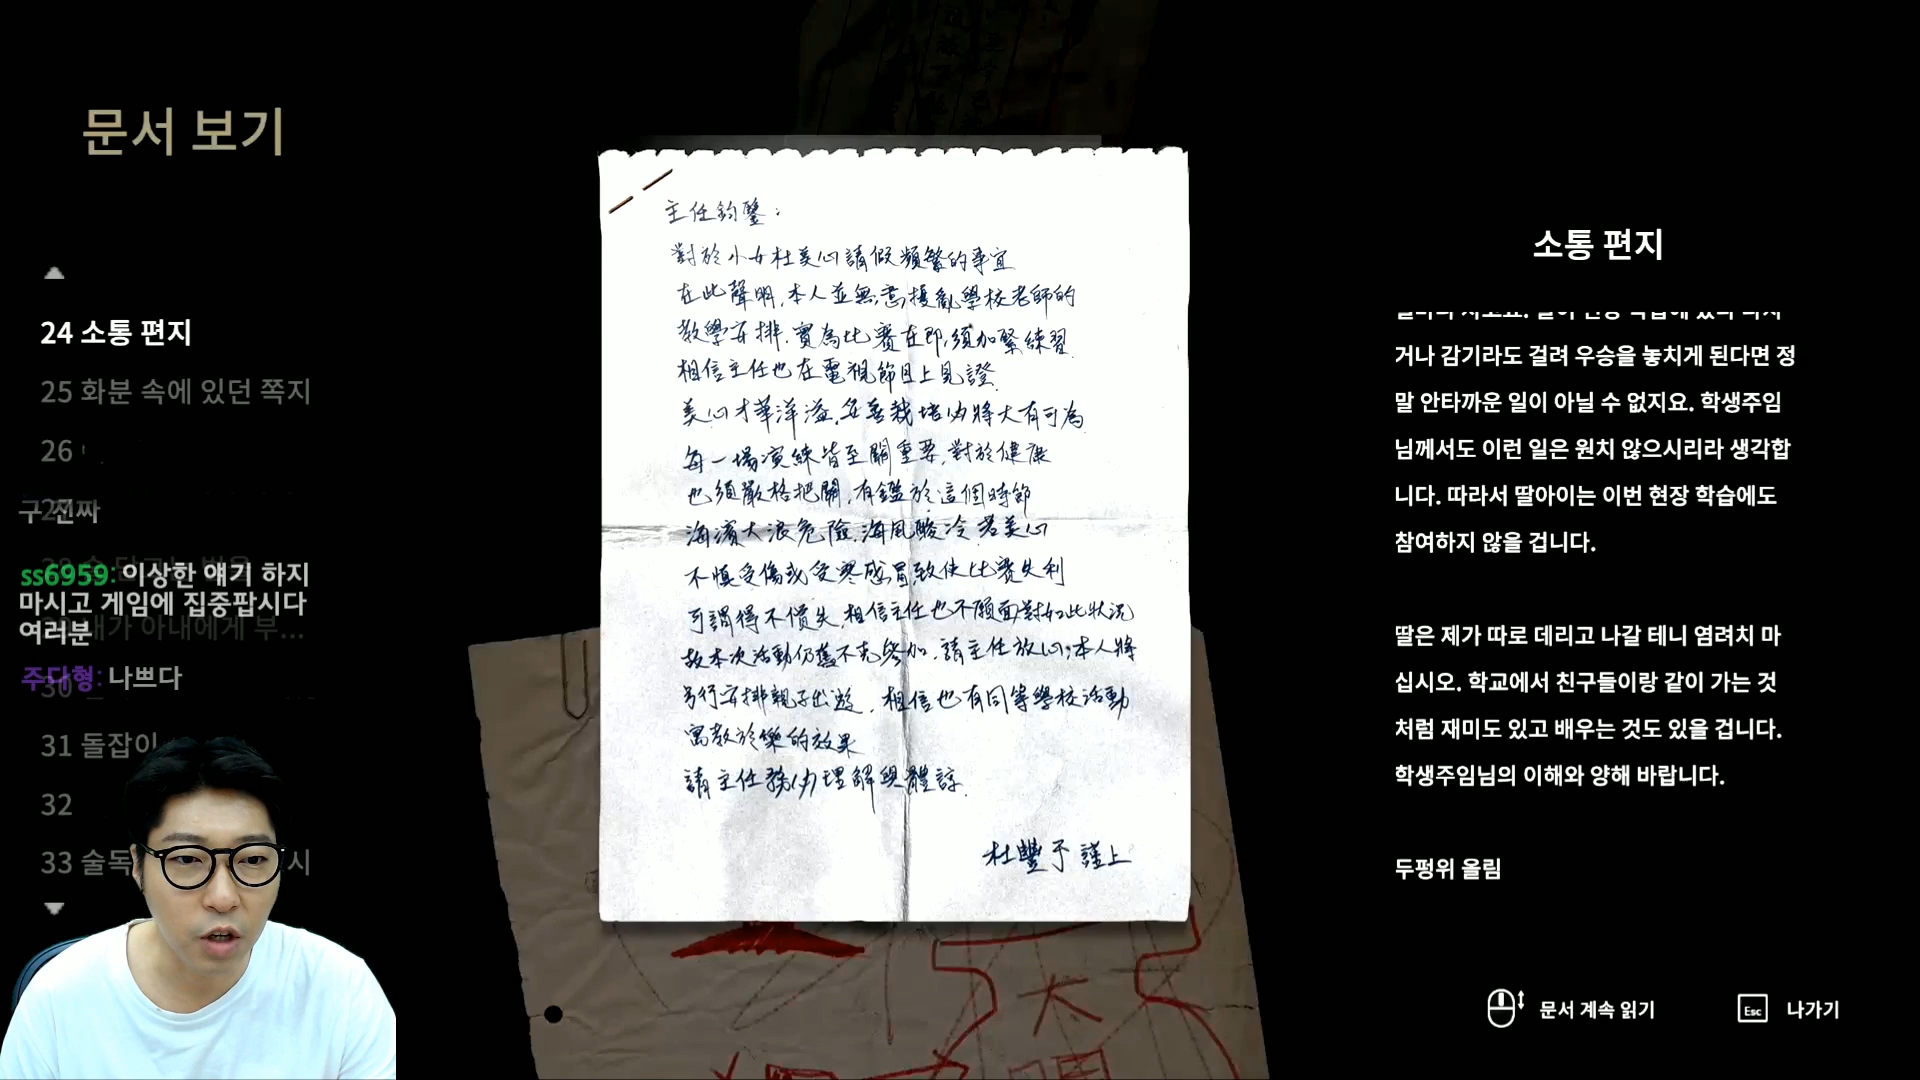 문서 보기
24 소통 편지
25 화분 속에 있던 쪽지
26
27
구 진짜
ss6959: 이상한 얘기 하지
마시고 게임에 집중팝시다
여러분
내가 아내에게 부...
주다형: 나쁘다
30
31 돌잡이
32
33 술독 시
主任鈞鑒:
對於小女杜美心請假頻繁的事宜
在此聲明,本人並無意擾亂學校老師的
教學安排.實為比賽在即,須加緊練習
相信主任也在電視節目上見證
美心才華洋溢.妥善栽培必將大有可為
每一場演練皆至關重要.對於健康
也須嚴格把關.有鑑於這個時節
海濱大浪危險.海風酸冷 若美心
不慎受傷或受寒感冒致使比賽失利
可謂得不償失.相信主任也不願面對如此狀況
故本次活動仍舊不克參加.請主任放心,本人將
另行安排親子出遊.相信也有同等學校活動
寓教於樂的效果
請主任務必理解與體諒.
杜豐于 謹上
소통 편지
거나 감기라도 걸려 우승을 놓치게 된다면 정
말 안타까운 일이 아닐 수 없지요. 학생주임
님께서도 이런 일은 원치 않으시리라 생각합
니다. 따라서 딸아이는 이번 현장 학습에도
참여하지 않을 겁니다.
딸은 제가 따로 데리고 나갈 테니 염려치 마
십시오. 학교에서 친구들이랑 같이 가는 것
처럼 재미도 있고 배우는 것도 있을 겁니다.
학생주임님의 이해와 양해 바랍니다.
두펑위 올림
Esc
문서 계속 읽기
나가기